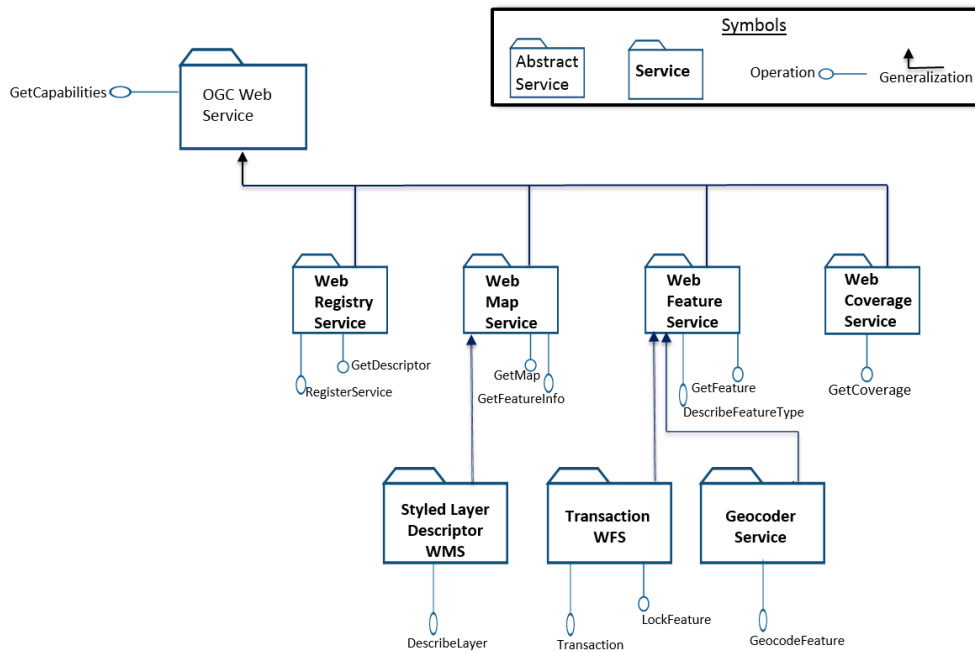 Symbols
Abstract
Service
Service
Operation
Generalization
GetCapabilities
OGC Web
Service
Web
Registry
Service
Web
Map
Service
Web
Feature
Service
Web
Coverage
Service
GetDescriptor
RegisterService
GetMap
GetFeatureInfo
GetFeature
DescribeFeatureType
GetCoverage
Styled Layer
Descriptor
WMS
Transaction
WFS
Geocoder
Service
DescribeLayer
Transaction
LockFeature
GeocodeFeature